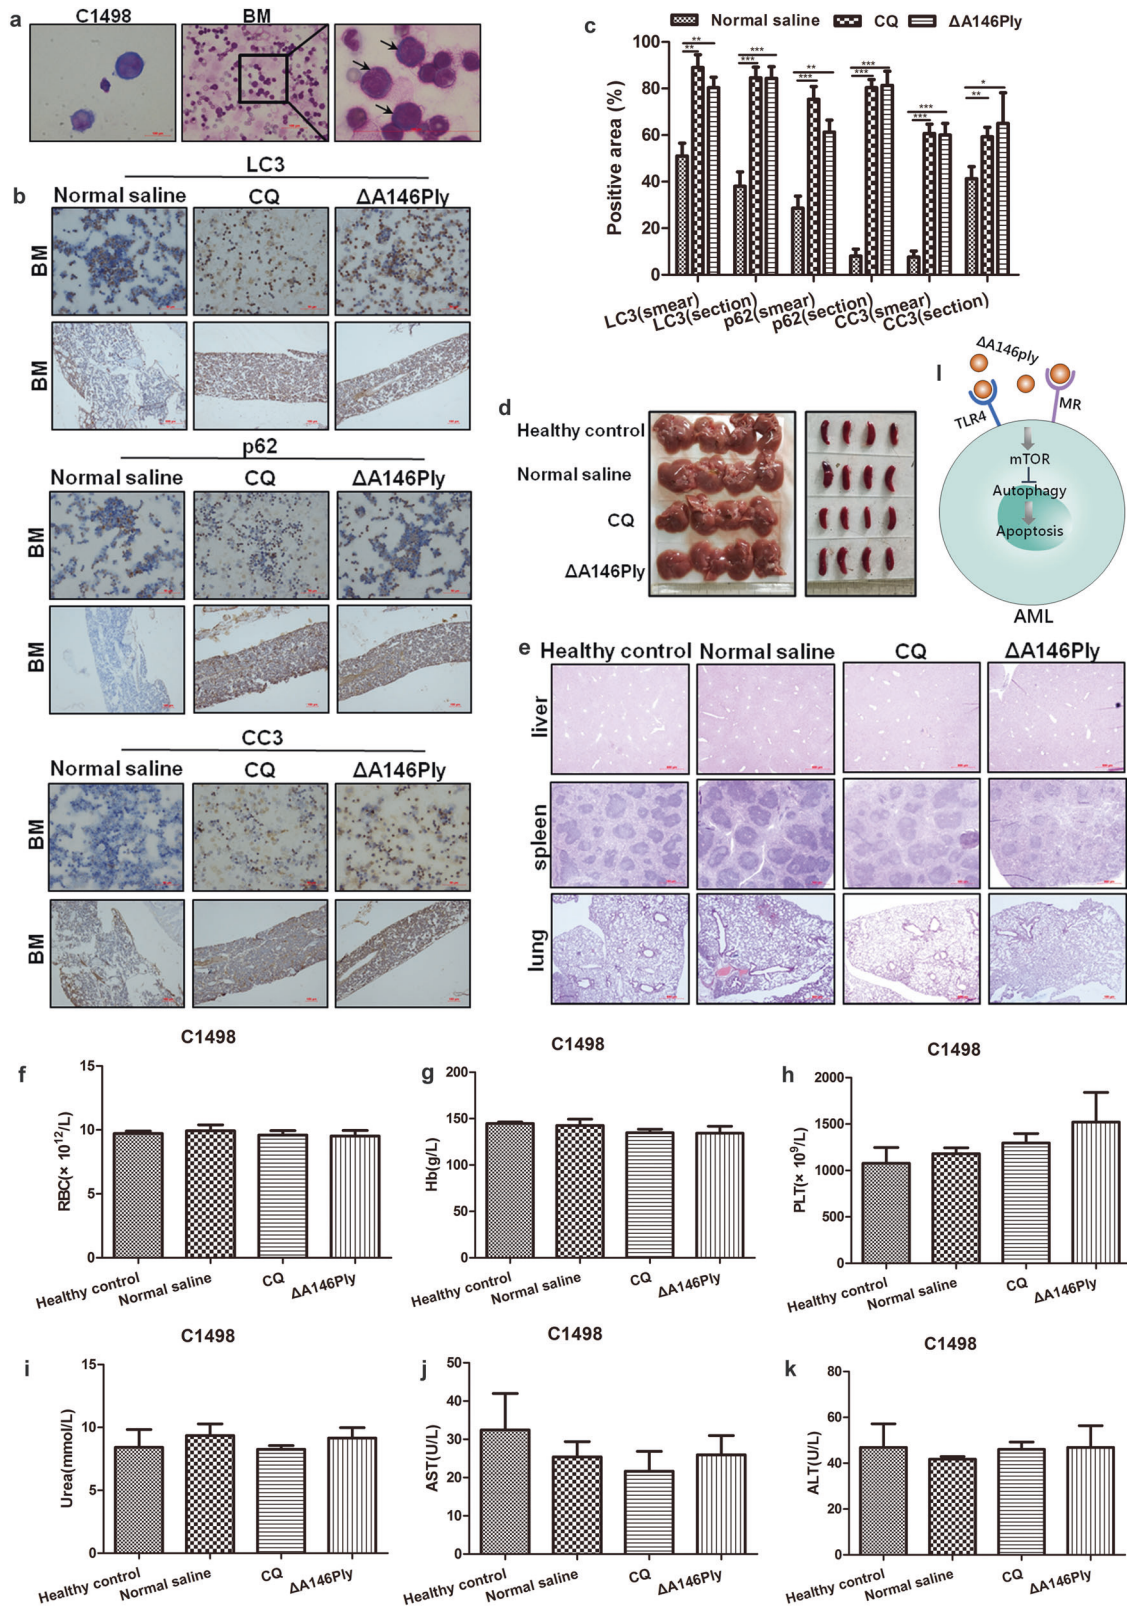 a
C1498
BM
b
LC3
Normal saline
CQ
ΔA146Ply
BM
BM
p62
Normal saline
CQ
ΔA146Ply
BM
BM
CC3
Normal saline
CQ
ΔA146Ply
BM
BM
c
Normal saline
CQ
ΔA146Ply
Positive area (%)
100
80
60
40
20
0
** **
*** ***
*** **
*** ***
*** ***
** *
LC3(smear)
LC3(section)
p62(smear)
p62(section)
CC3(smear)
CC3(section)
d
Healthy control
Normal saline
CQ
ΔA146Ply
l
ΔA146ply
TLR4
MR
mTOR
Autophagy
Apoptosis
AML
e
Healthy control
Normal saline
CQ
ΔA146Ply
liver
spleen
lung
f
C1498
RBC(× 10¹²/L)
15
10
5
0
Healthy control
Normal saline
CQ
ΔA146Ply
g
C1498
Hb(g/L)
200
150
100
50
0
Healthy control
Normal saline
CQ
ΔA146Ply
h
C1498
PLT(× 10⁹/L)
2000
1500
1000
500
0
Healthy control
Normal saline
CQ
ΔA146Ply
i
C1498
Urea(mmol/L)
15
10
5
0
Healthy control
Normal saline
CQ
ΔA146Ply
j
C1498
AST(U/L)
50
40
30
20
10
0
Healthy control
Normal saline
CQ
ΔA146Ply
k
C1498
ALT(U/L)
80
60
40
20
0
Healthy control
Normal saline
CQ
ΔA146Ply